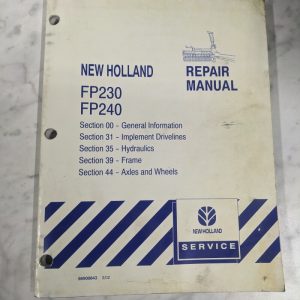 NEW HOLLAND
REPAIR
MANUAL
FP230
FP240
Section 00 - General Information
Section 31 - Implement Drivelines
Section 35 - Hydraulics
Section 39 - Frame
Section 44 - Axles and Wheels
NEW HOLLAND
SERVICE